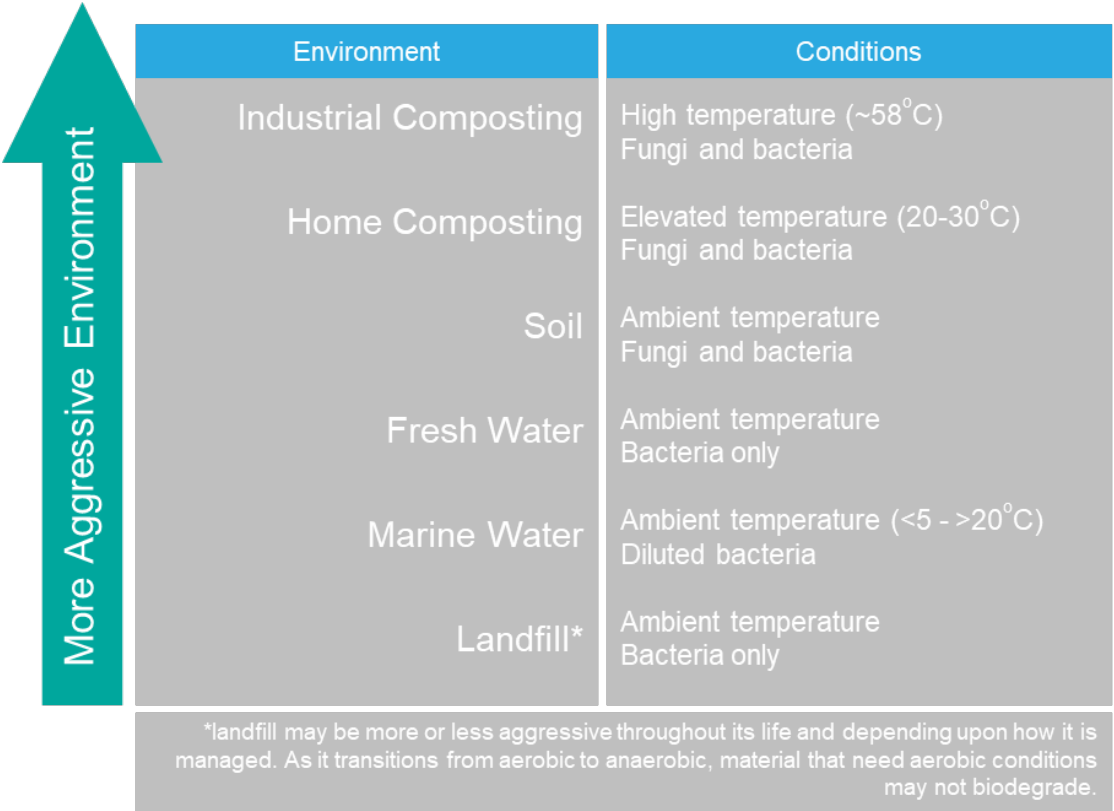 More Aggressive Environment
Environment
Conditions
Industrial Composting
High temperature (~58°C)
Fungi and bacteria
Home Composting
Elevated temperature (20-30°C)
Fungi and bacteria
Soil
Ambient temperature
Fungi and bacteria
Fresh Water
Ambient temperature
Bacteria only
Marine Water
Ambient temperature (<5 - >20°C)
Diluted bacteria
Landfill*
Ambient temperature
Bacteria only
*landfill may be more or less aggressive throughout its life and depending upon how it is
managed. As it transitions from aerobic to anaerobic, material that need aerobic conditions
may not biodegrade.